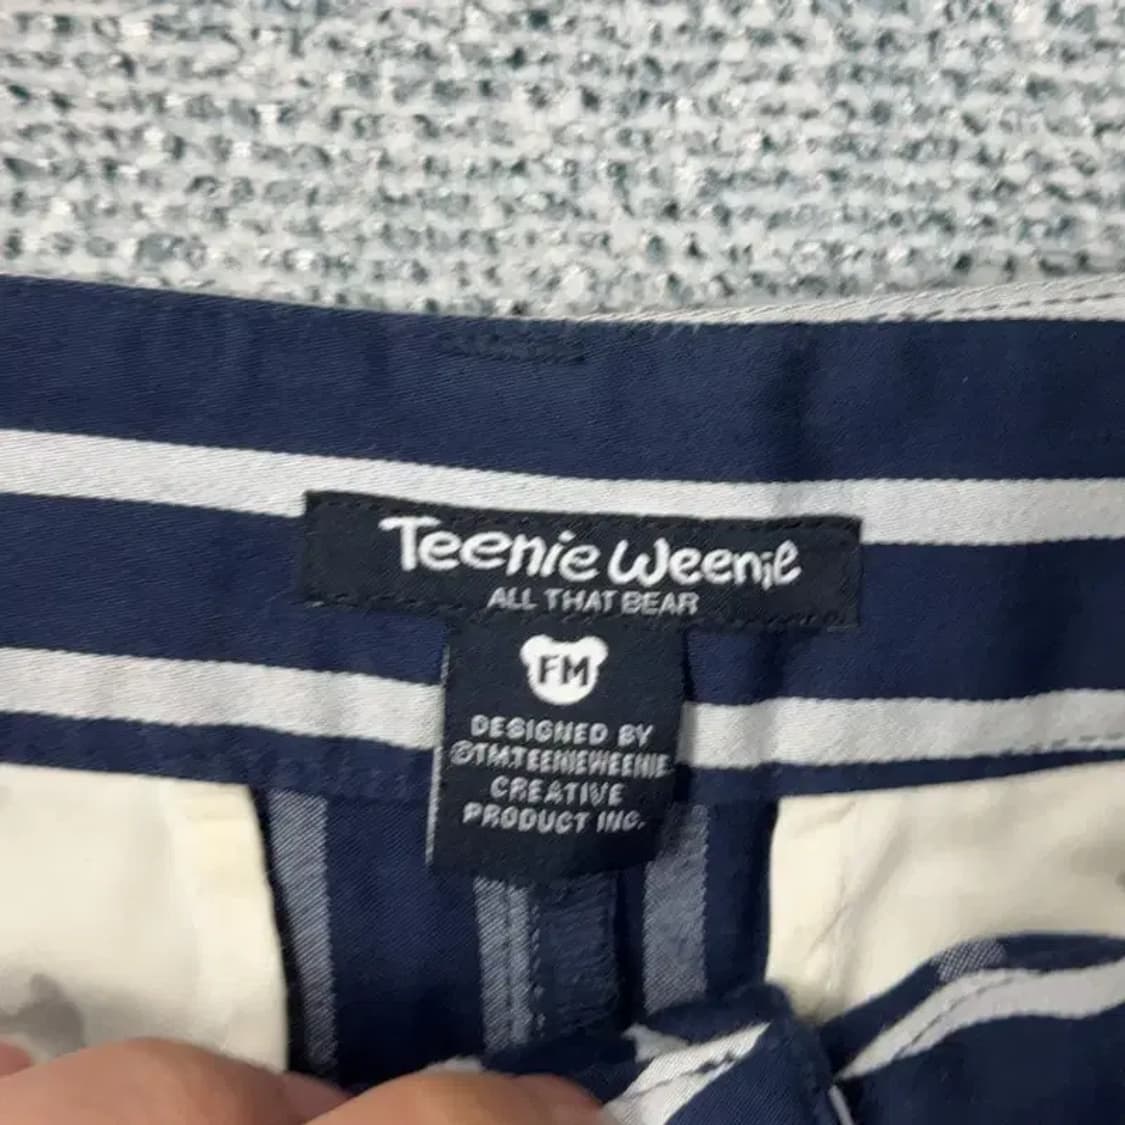 Teenie Weenie
ALL THAT BEAR
FM
DESIGNED BY
©TM.TEENIEWEENIE
CREATIVE
PRODUCT INC.